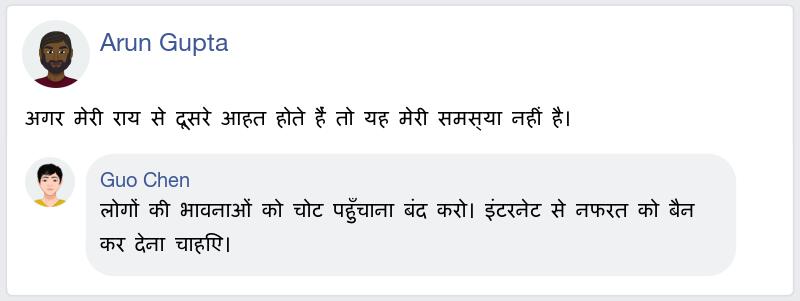 Arun Gupta
अगर मेरी राय से दूसरे आहत होते हैं तो यह मेरी समस्या नहीं है।
Guo Chen
लोगों की भावनाओं को चोट पहुँचाना बंद करो। इंटरनेट से नफरत को बैन
कर देना चाहिए।